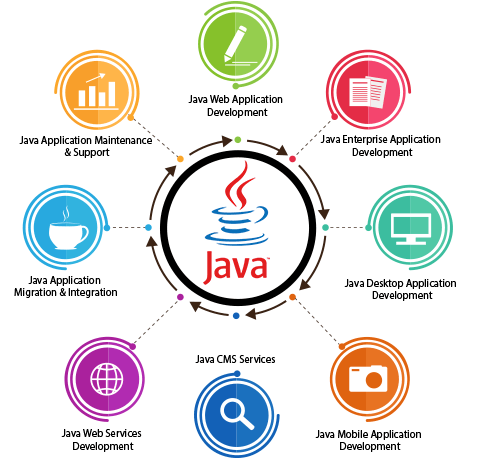 Java Web Application
Development
Java Application Maintenance
& Support
Java Enterprise Application
Development
Java™
Java Application
Migration & Integration
Java Desktop Application
Development
Java CMS Services
Java Web Services
Development
Java Mobile Application
Development